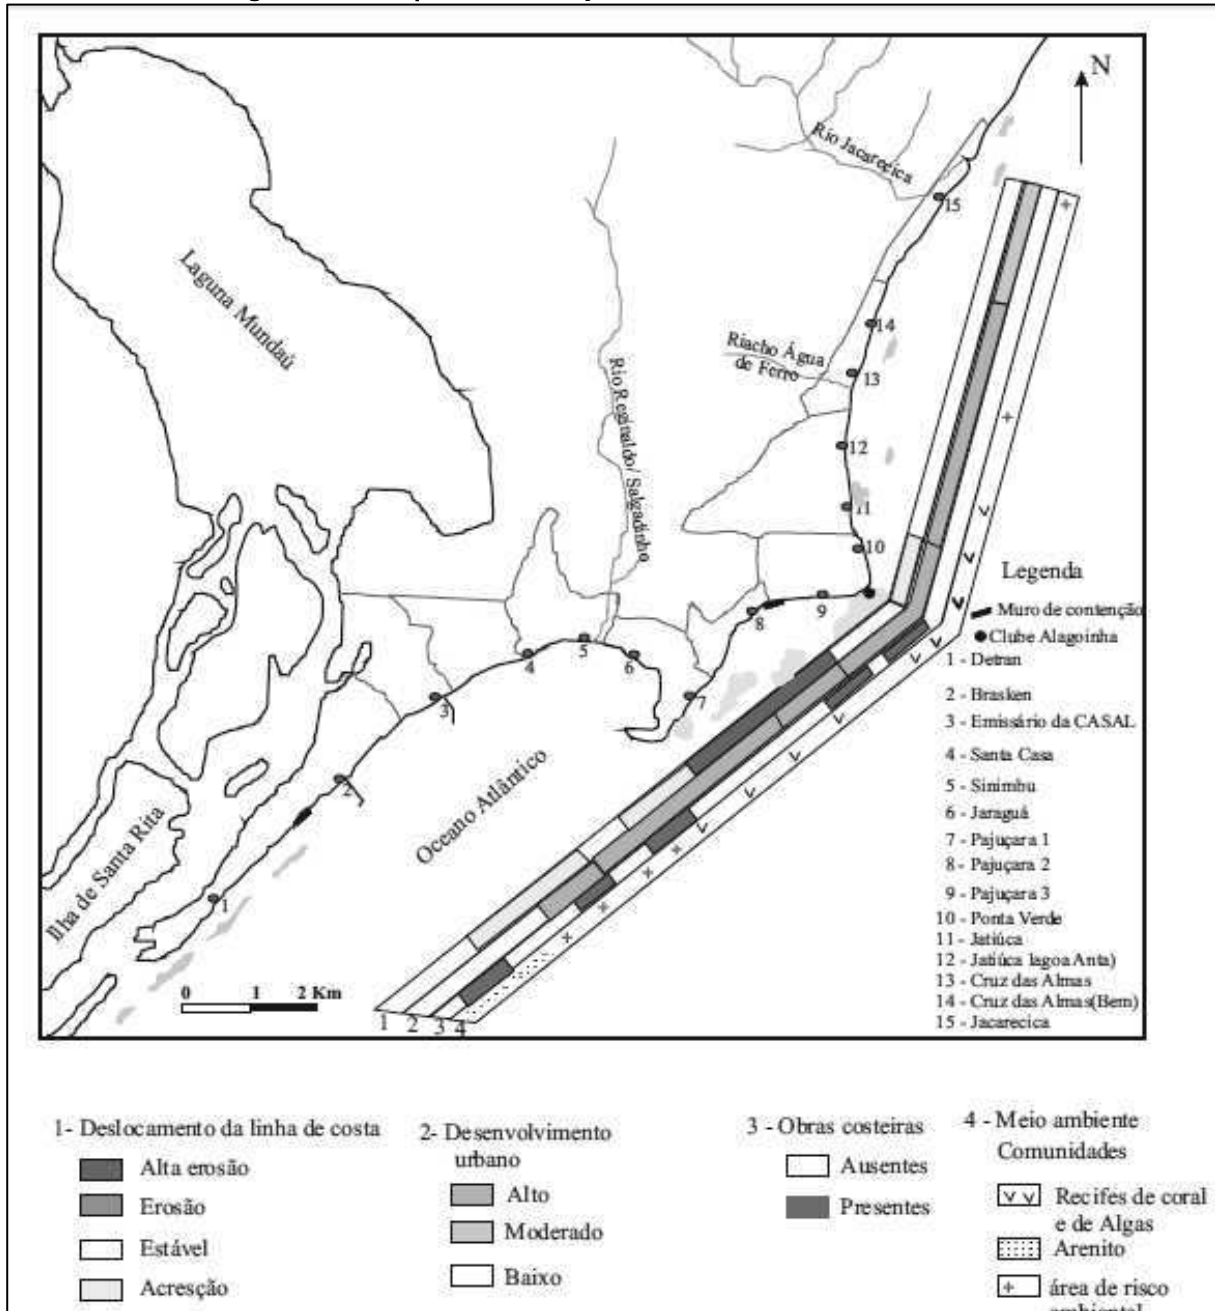 N
Rio Jacarecica
15
Laguna Mundaú
14
Riacho Água
de Ferro
13
Rio Reginaldo/ Salgadinho
12
11
10
Legenda
Muro de contenção
Clube Alagoinha
9
8
7
6
5
4
3
2
1
Oceano Atlântico
Ilha de Santa Rita
0 1 2 Km
1 2 3 4
1 - Detran
2 - Brasken
3 - Emissário da CASAL
4 - Santa Casa
5 - Sinimbu
6 - Jaraguá
7 - Pajuçara 1
8 - Pajuçara 2
9 - Pajuçara 3
10 - Ponta Verde
11 - Jatiúca
12 - Jatiúca lagoa Anta)
13 - Cruz das Almas
14 - Cruz das Almas(Bem)
15 - Jacarecica
1- Deslocamento da linha de costa
Alta erosão
Erosão
Estável
Acresção
2- Desenvolvimento
urbano
Alto
Moderado
Baixo
3 - Obras costeiras
Ausentes
Presentes
4 - Meio ambiente
Comunidades
Recifes de coral
e de Algas
Arenito
área de risco